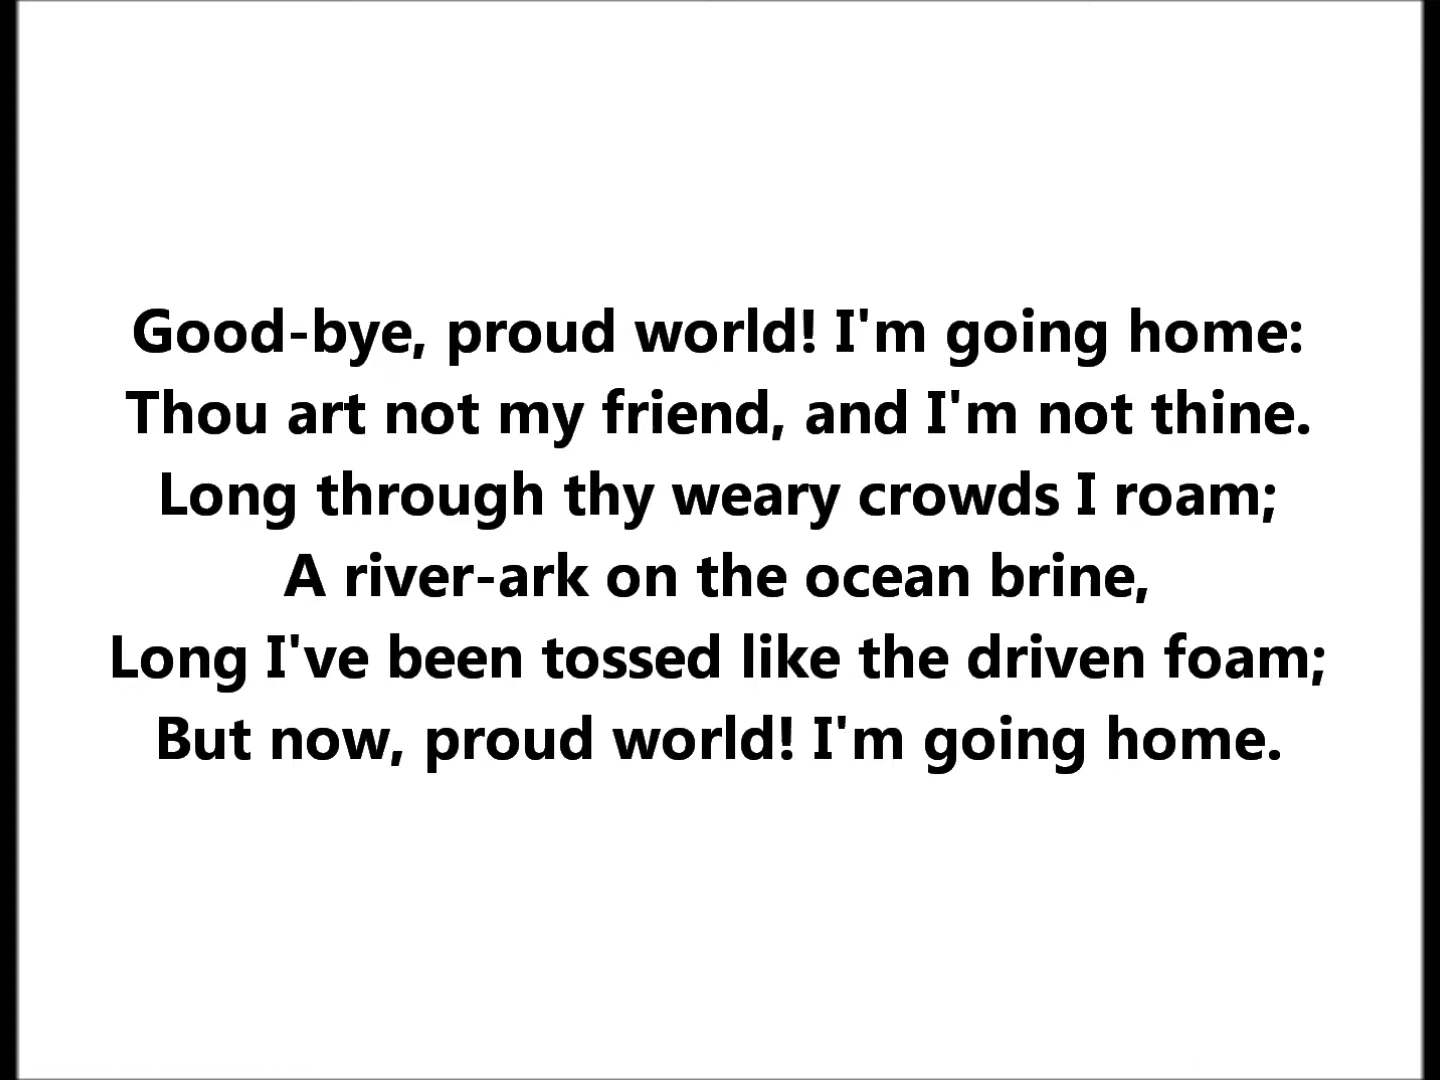 Good-bye, proud world! I'm going home:
Thou art not my friend, and I'm not thine.
Long through thy weary crowds I roam;
A river-ark on the ocean brine,
Long I've been tossed like the driven foam;
But now, proud world! I'm going home.